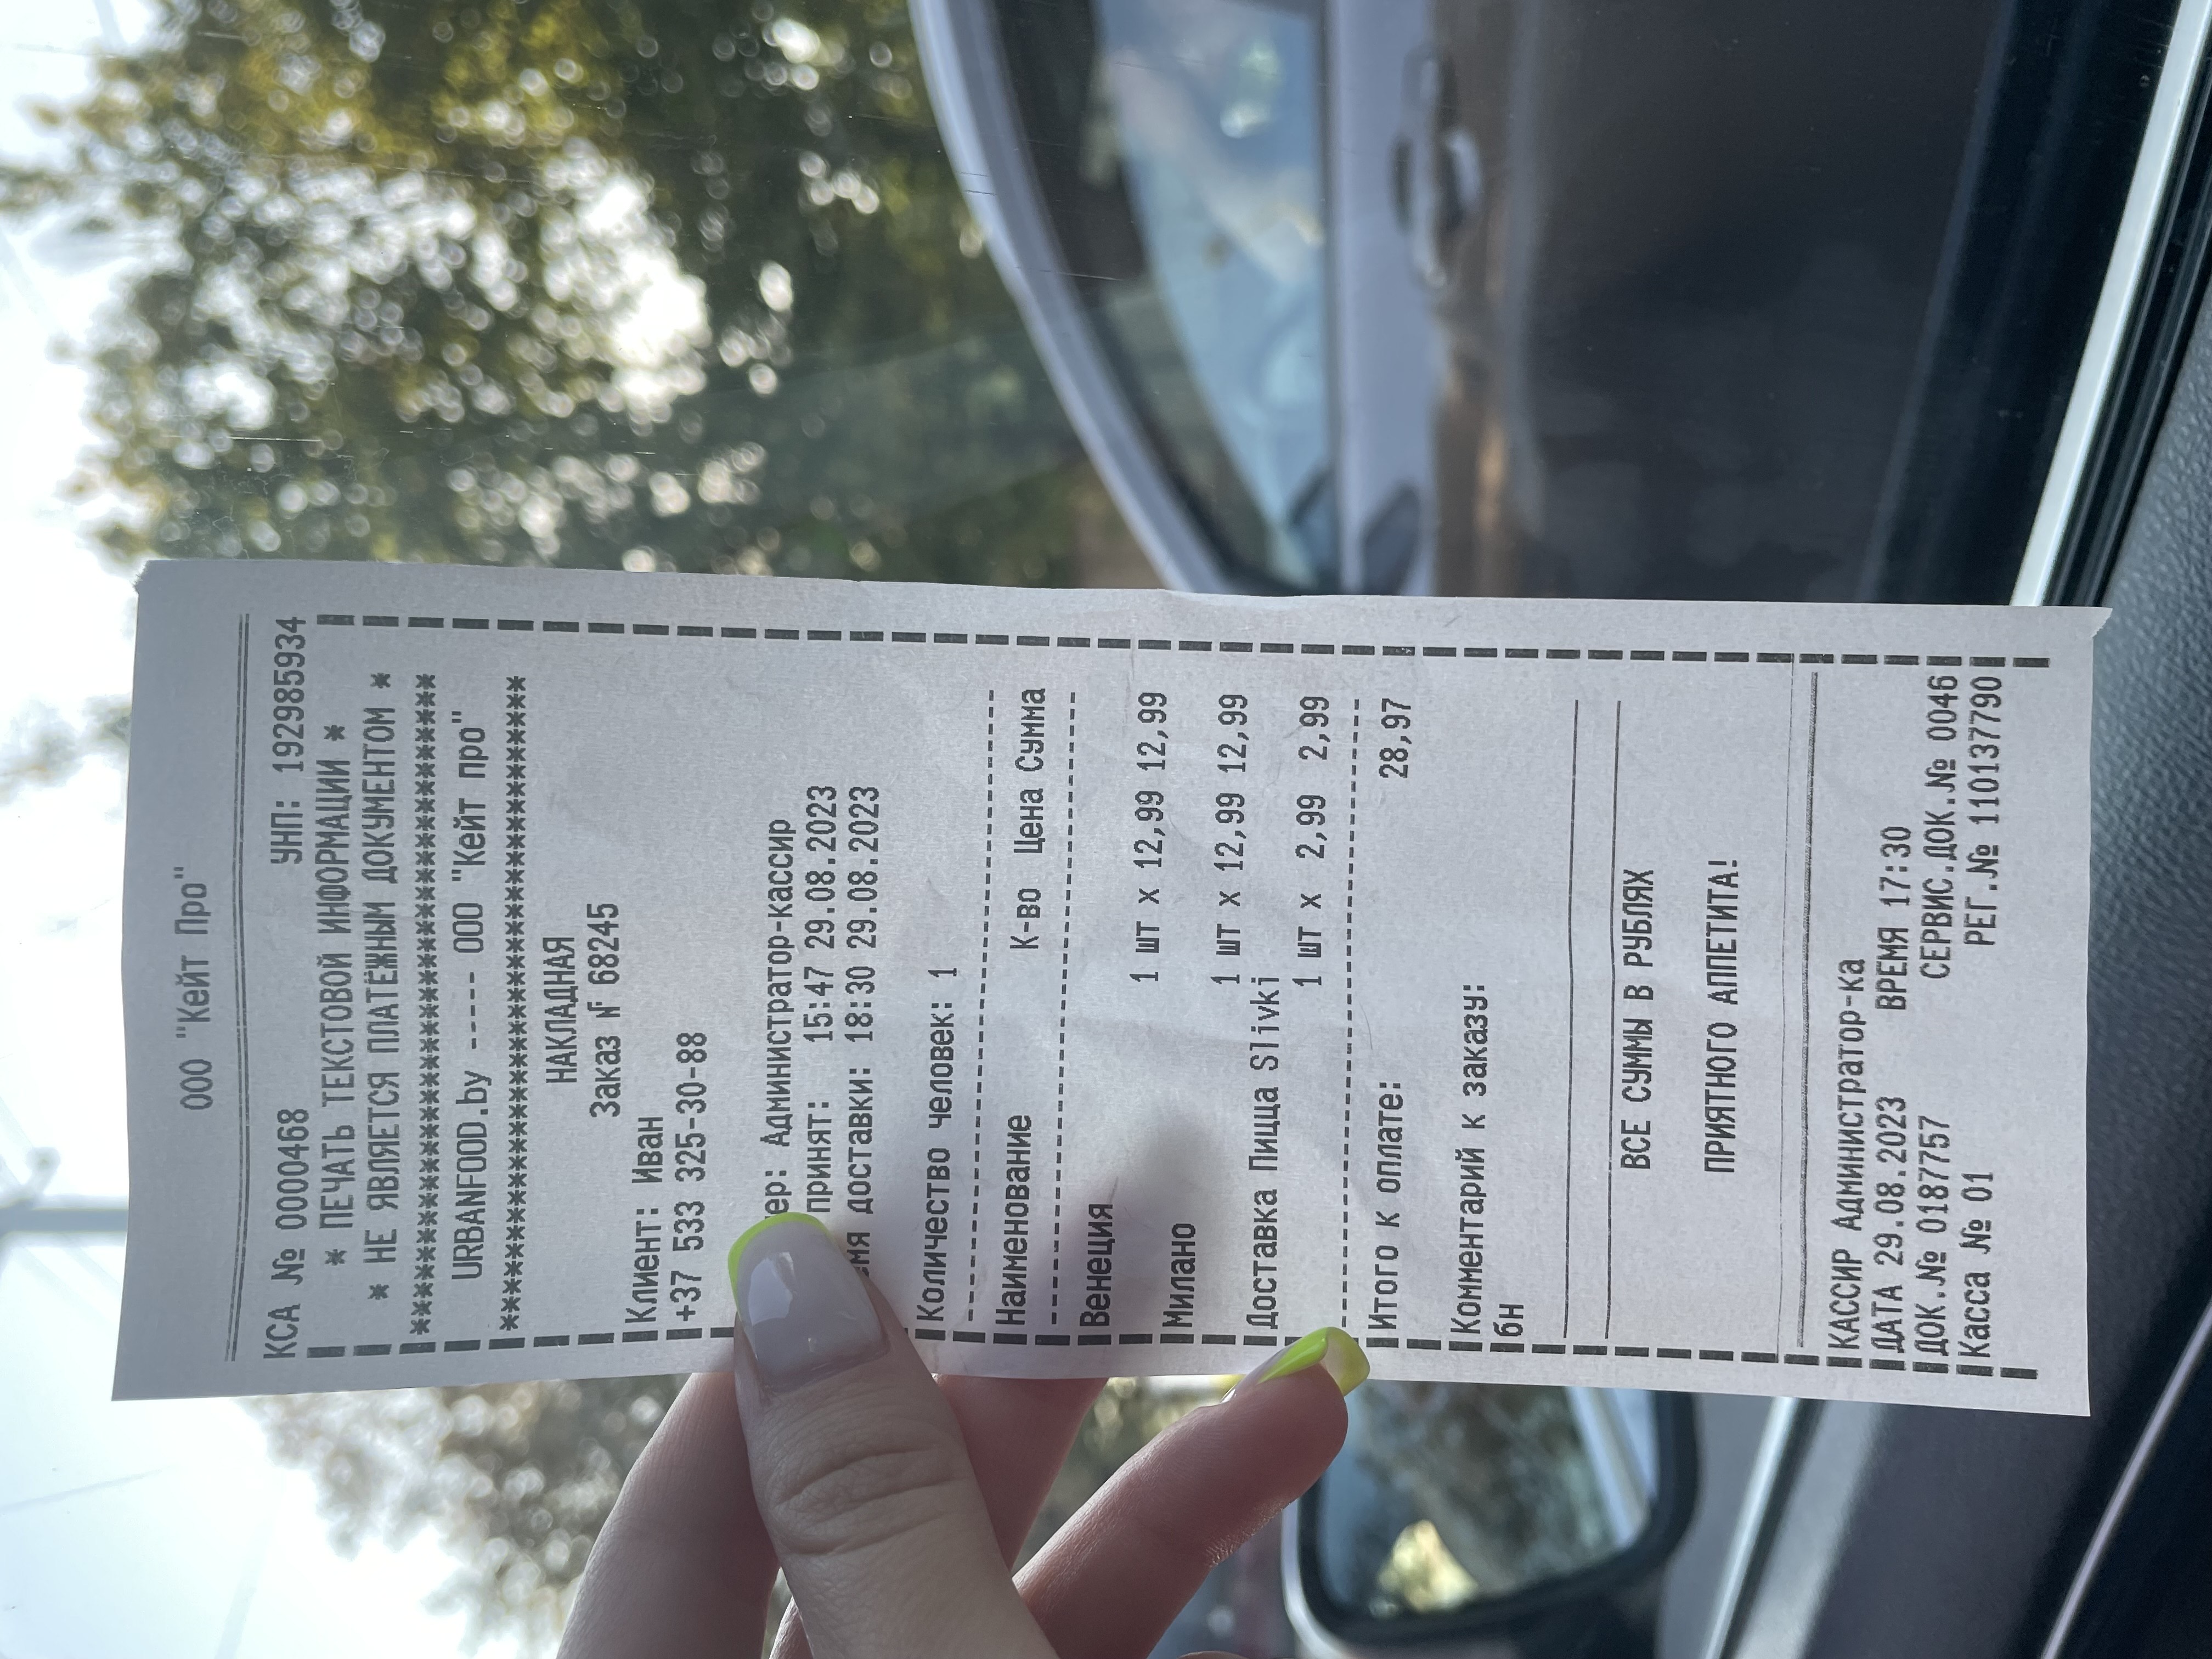 ООО "Кейт Про"
КСА № 0000468 УНП: 192985934
* ПЕЧАТЬ ТЕКСТОВОЙ ИНФОРМАЦИИ *
* НЕ ЯВЛЯЕТСЯ ПЛАТЁЖНЫМ ДОКУМЕНТОМ *
URBANFOOD.by ----- ООО "Кейт про"
НАКЛАДНАЯ
Заказ № 68245
Клиент: Иван
+37 533 325-30-88
Администратор-кассир
принят: 15:47 29.08.2023
доставки: 18:30 29.08.2023
Количество человек: 1
Наименование К-во Цена Сумма
Венеция
1 шт x 12,99 12,99
Милано
1 шт x 12,99 12,99
Доставка Пицца Slivki
1 шт x 2,99 2,99
Итого к оплате: 28,97
Комментарий к заказу:
бн
ВСЕ СУММЫ В РУБЛЯХ
ПРИЯТНОГО АППЕТИТА!
КАССИР Администратор-ка
ДАТА 29.08.2023 ВРЕМЯ 17:30
ДОК.№ 0187757 СЕРВИС.ДОК.№ 0046
Касса № 01 РЕГ.№ 110137790